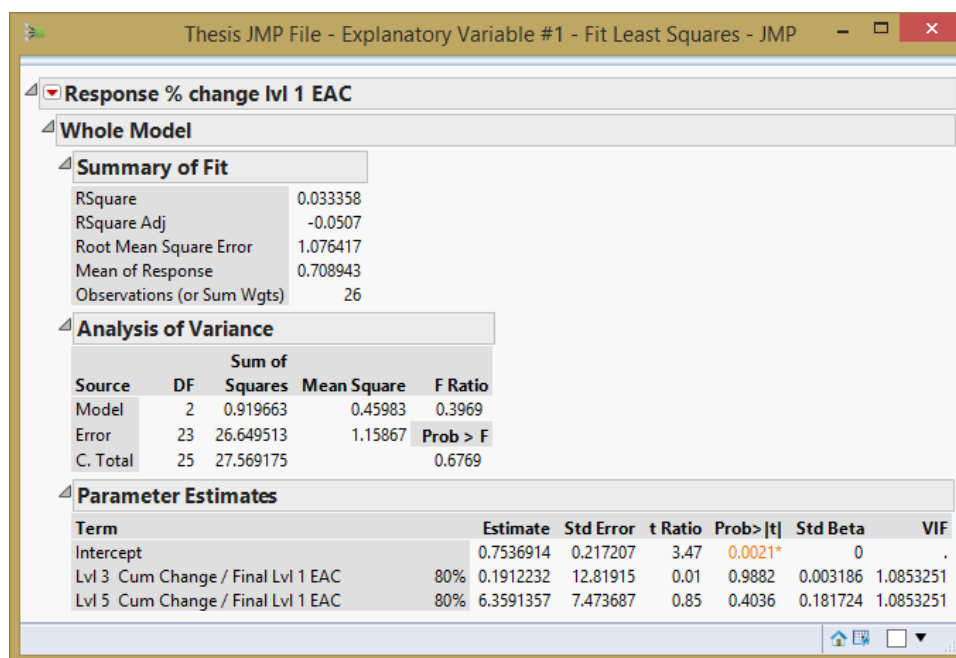 Thesis JMP File - Explanatory Variable #1 - Fit Least Squares - JMP
Response % change lvl 1 EAC
Whole Model
Summary of Fit
RSquare 0.033358
RSquare Adj -0.0507
Root Mean Square Error 1.076417
Mean of Response 0.708943
Observations (or Sum Wgts) 26
Analysis of Variance
Sum of
Source DF Squares Mean Square F Ratio
Model 2 0.919663 0.45983 0.3969
Error 23 26.649513 1.15867 Prob > F
C. Total 25 27.569175 0.6769
Parameter Estimates
Term Estimate Std Error t Ratio Prob>|t| Std Beta VIF
Intercept 0.7536914 0.217207 3.47 0.0021* 0 .
Lvl 3 Cum Change / Final Lvl 1 EAC 80% 0.1912232 12.81915 0.01 0.9882 0.003186 1.0853251
Lvl 5 Cum Change / Final Lvl 1 EAC 80% 6.3591357 7.473687 0.85 0.4036 0.181724 1.0853251